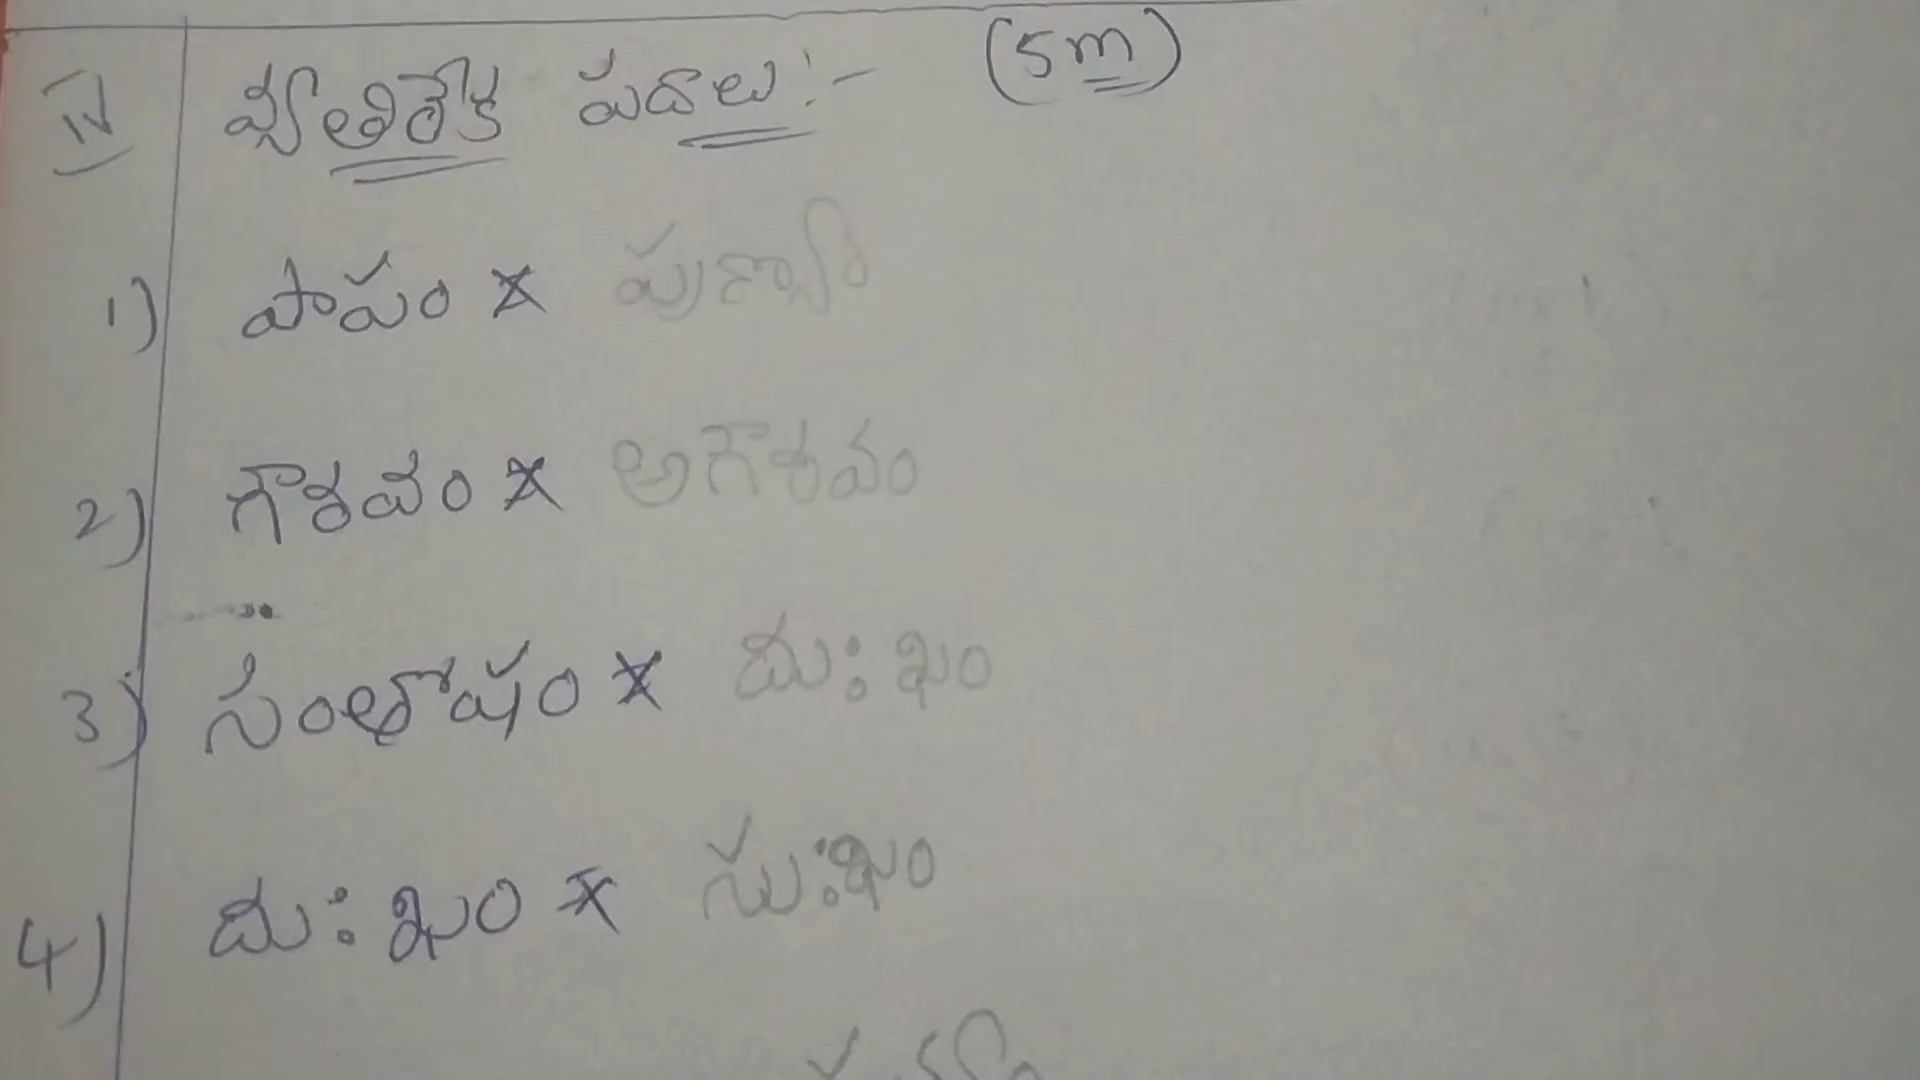 IV వ్యతిరేక పదాలు :- (5m)
1) పాపం × పుణ్యం
2) గౌరవం × అగౌరవం
3) సంతోషం × దుః ఖం
4) దుః ఖం × సుఃఖం